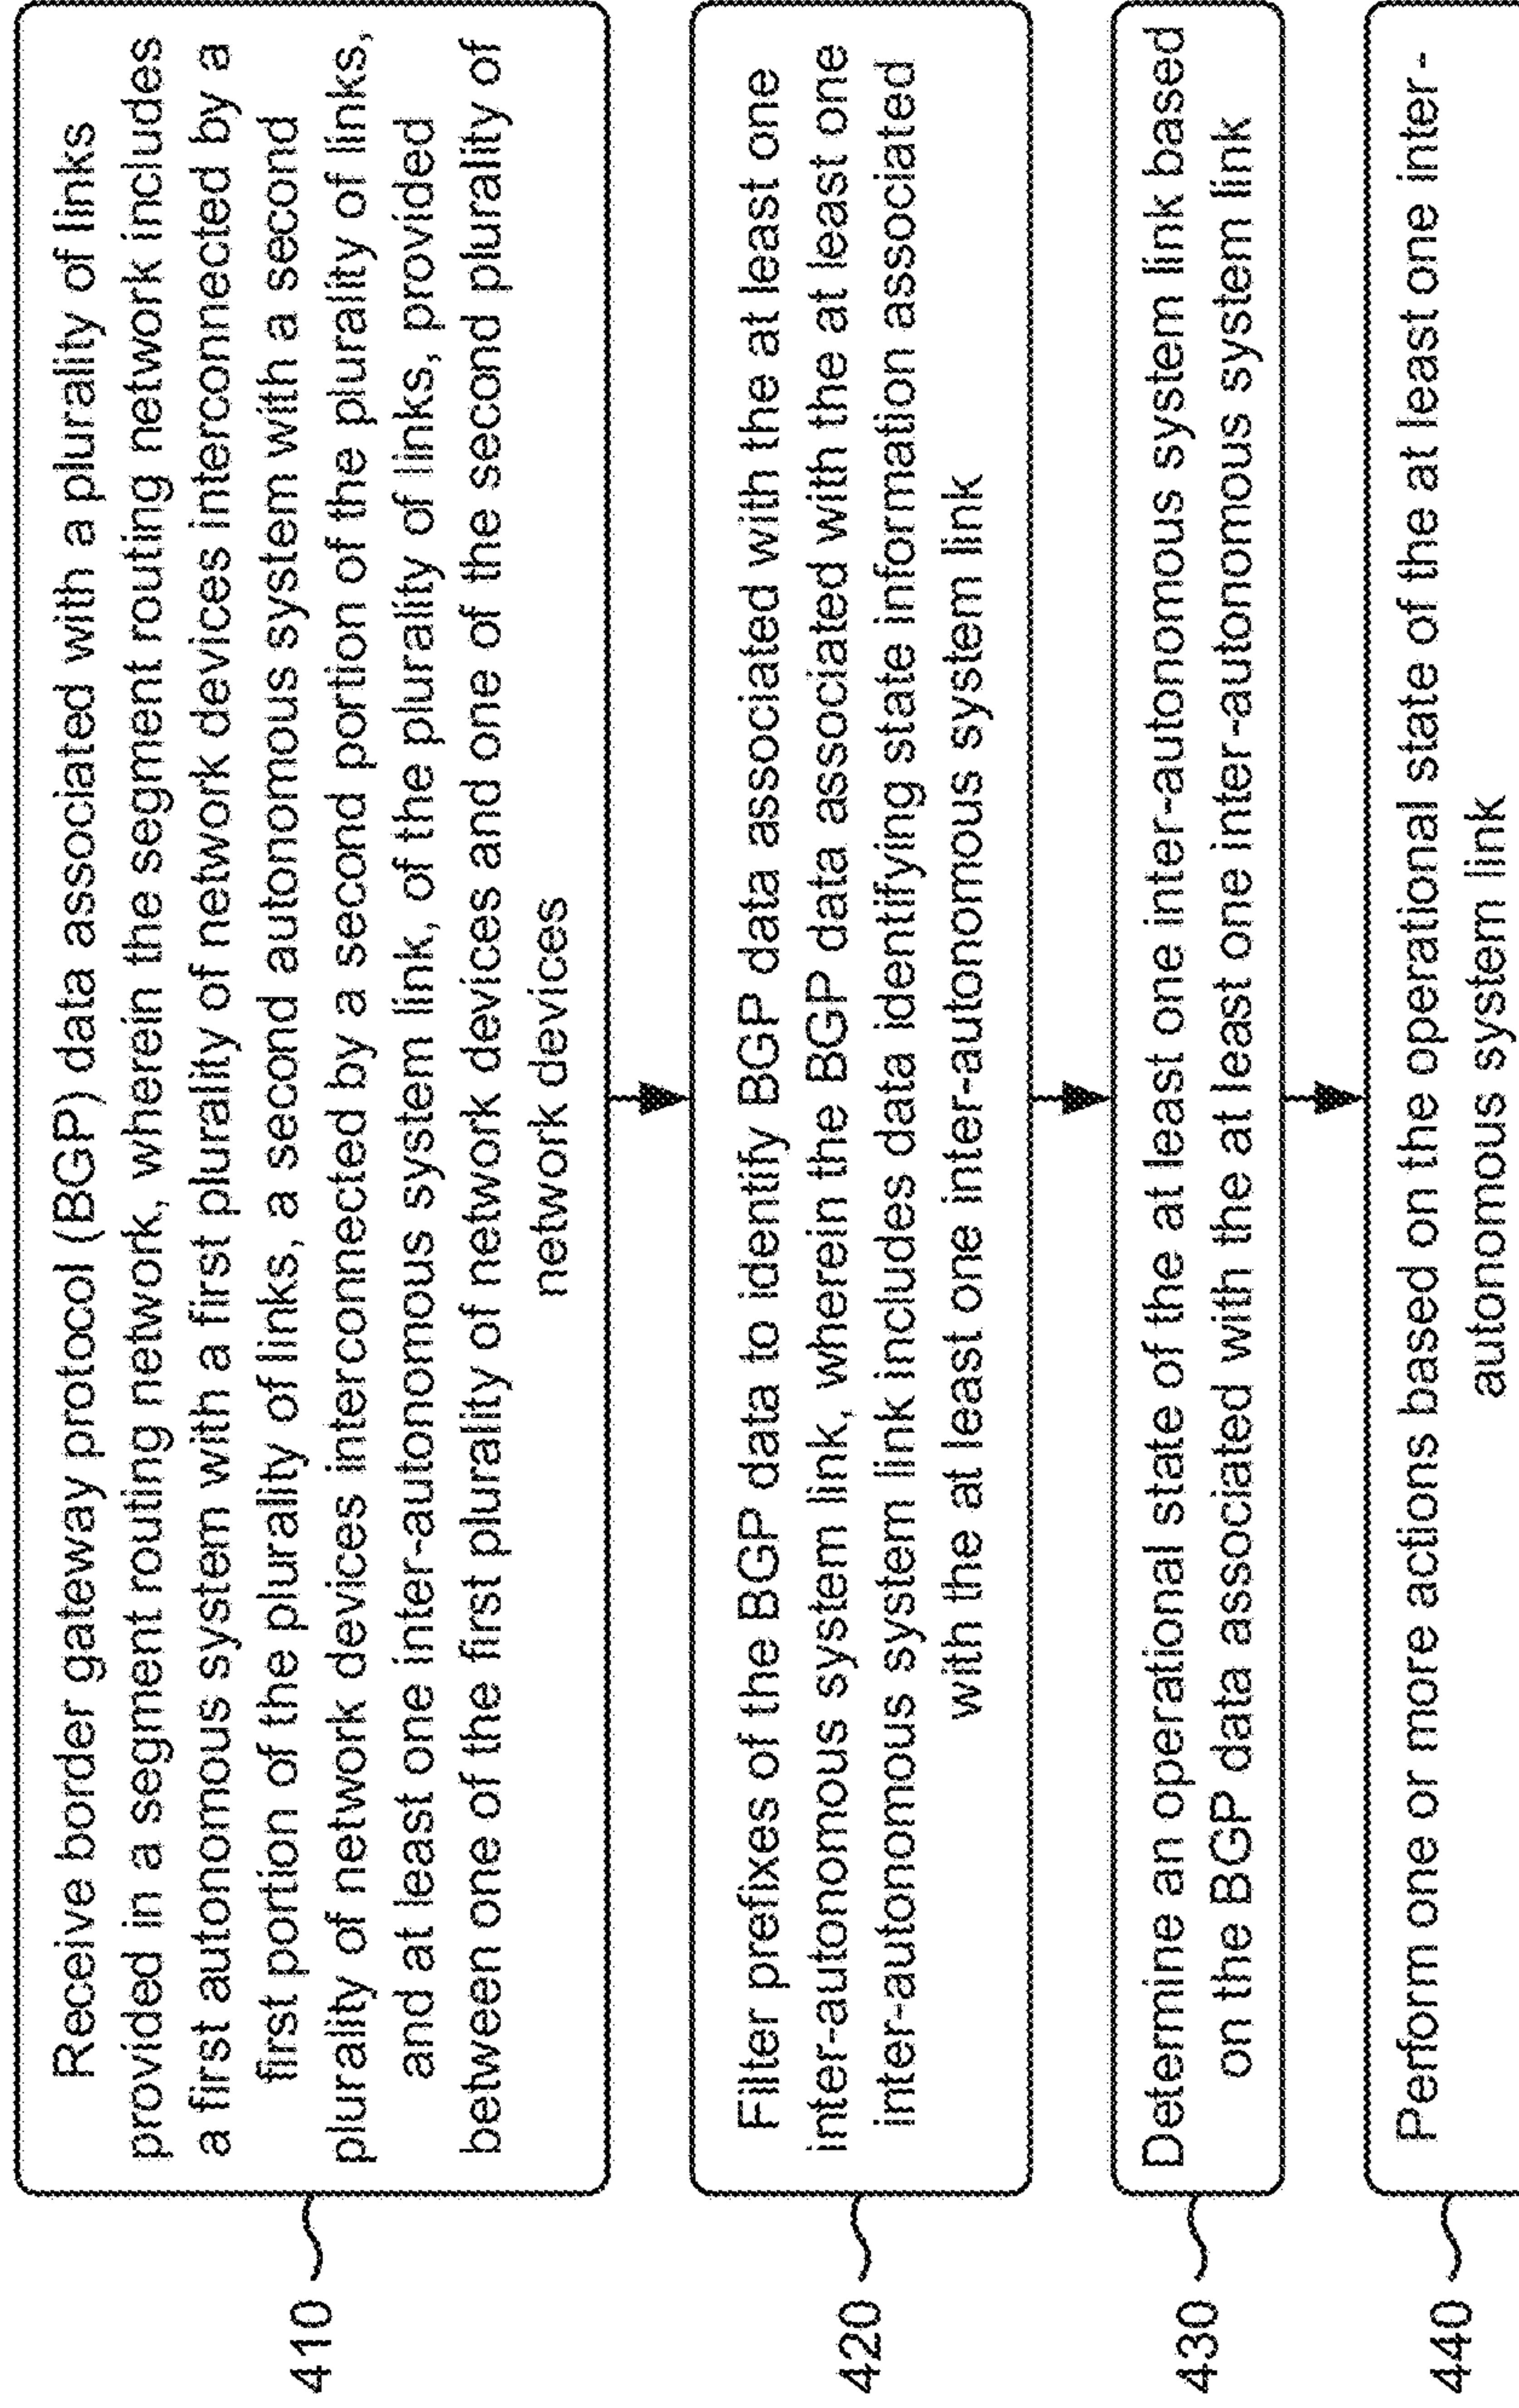 410
Receive border gateway protocol (BGP) data associated with a plurality of links
provided in a segment routing network, wherein the segment routing network includes
a first autonomous system with a first plurality of network devices interconnected by a
first portion of the plurality of links, a second autonomous system with a second
plurality of network devices interconnected by a second portion of the plurality of links,
and at least one inter-autonomous system link, of the plurality of links, provided
between one of the first plurality of network devices and one of the second plurality of
network devices
420
Filter prefixes of the BGP data to identify BGP data associated with the at least one
inter-autonomous system link, wherein the BGP data associated with the at least one
inter-autonomous system link includes data identifying state information associated
with the at least one inter-autonomous system link
430
Determine an operational state of the at least one inter-autonomous system link based
on the BGP data associated with the at least one inter-autonomous system link
440
Perform one or more actions based on the operational state of the at least one inter-
autonomous system link